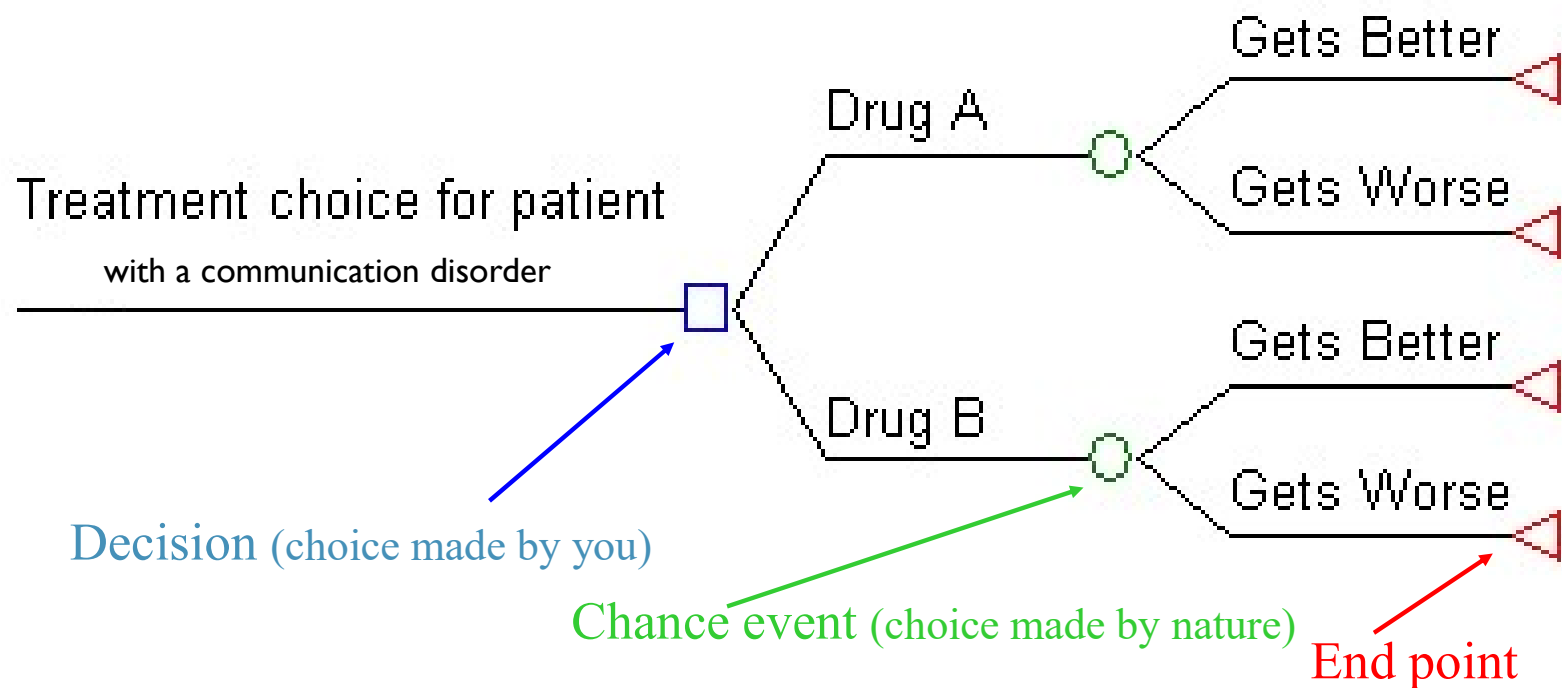 Gets Better
Drug A
Gets Worse
Treatment choice for patient
with a communication disorder
Gets Better
Drug B
Gets Worse
Decision (choice made by you)
Chance event (choice made by nature)
End point